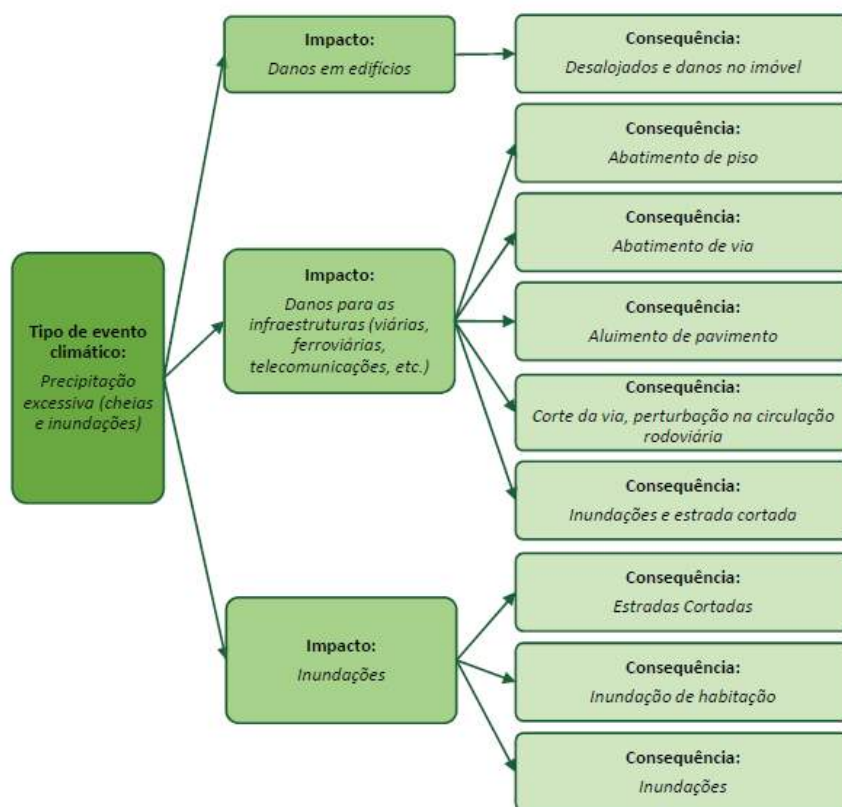 Tipo de evento
climático:
Precipitação
excessiva (cheias
e inundações)
Impacto:
Danos em edifícios
Consequência:
Desalojados e danos no imóvel
Impacto:
Danos para as
infraestruturas (viárias,
ferroviárias,
telecomunicações, etc.)
Consequência:
Abatimento de piso
Consequência:
Abatimento de via
Consequência:
Aluimento de pavimento
Consequência:
Corte da via, perturbação na circulação
rodoviária
Consequência:
Inundações e estrada cortada
Impacto:
Inundações
Consequência:
Estradas Cortadas
Consequência:
Inundação de habitação
Consequência:
Inundações